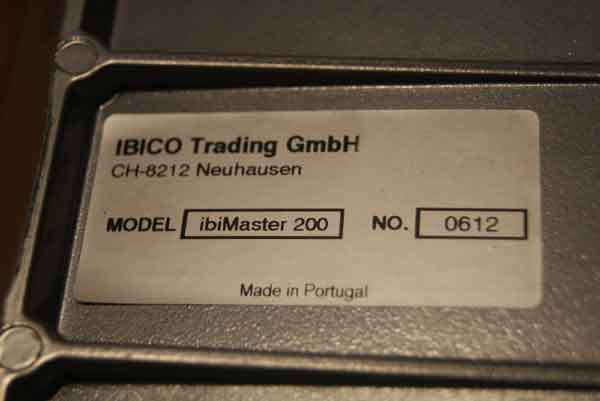 IBICO Trading GmbH
CH-8212 Neuhausen
MODEL ibiMaster 200 NO. 0612
Made in Portugal